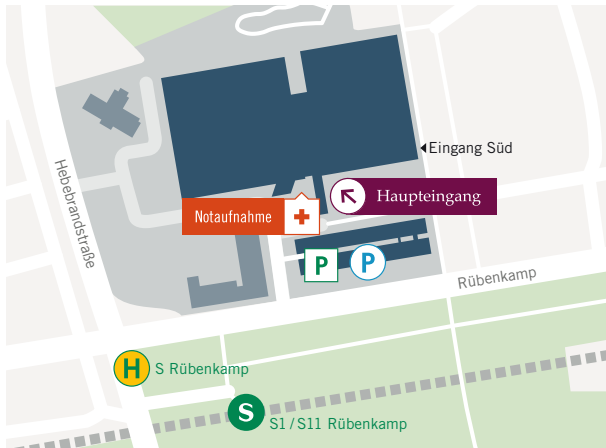 Eingang Süd
Haupteingang
Notaufnahme
Hebebrandstraße
P
P
Rübenkamp
H S Rübenkamp
S S1 / S11 Rübenkamp